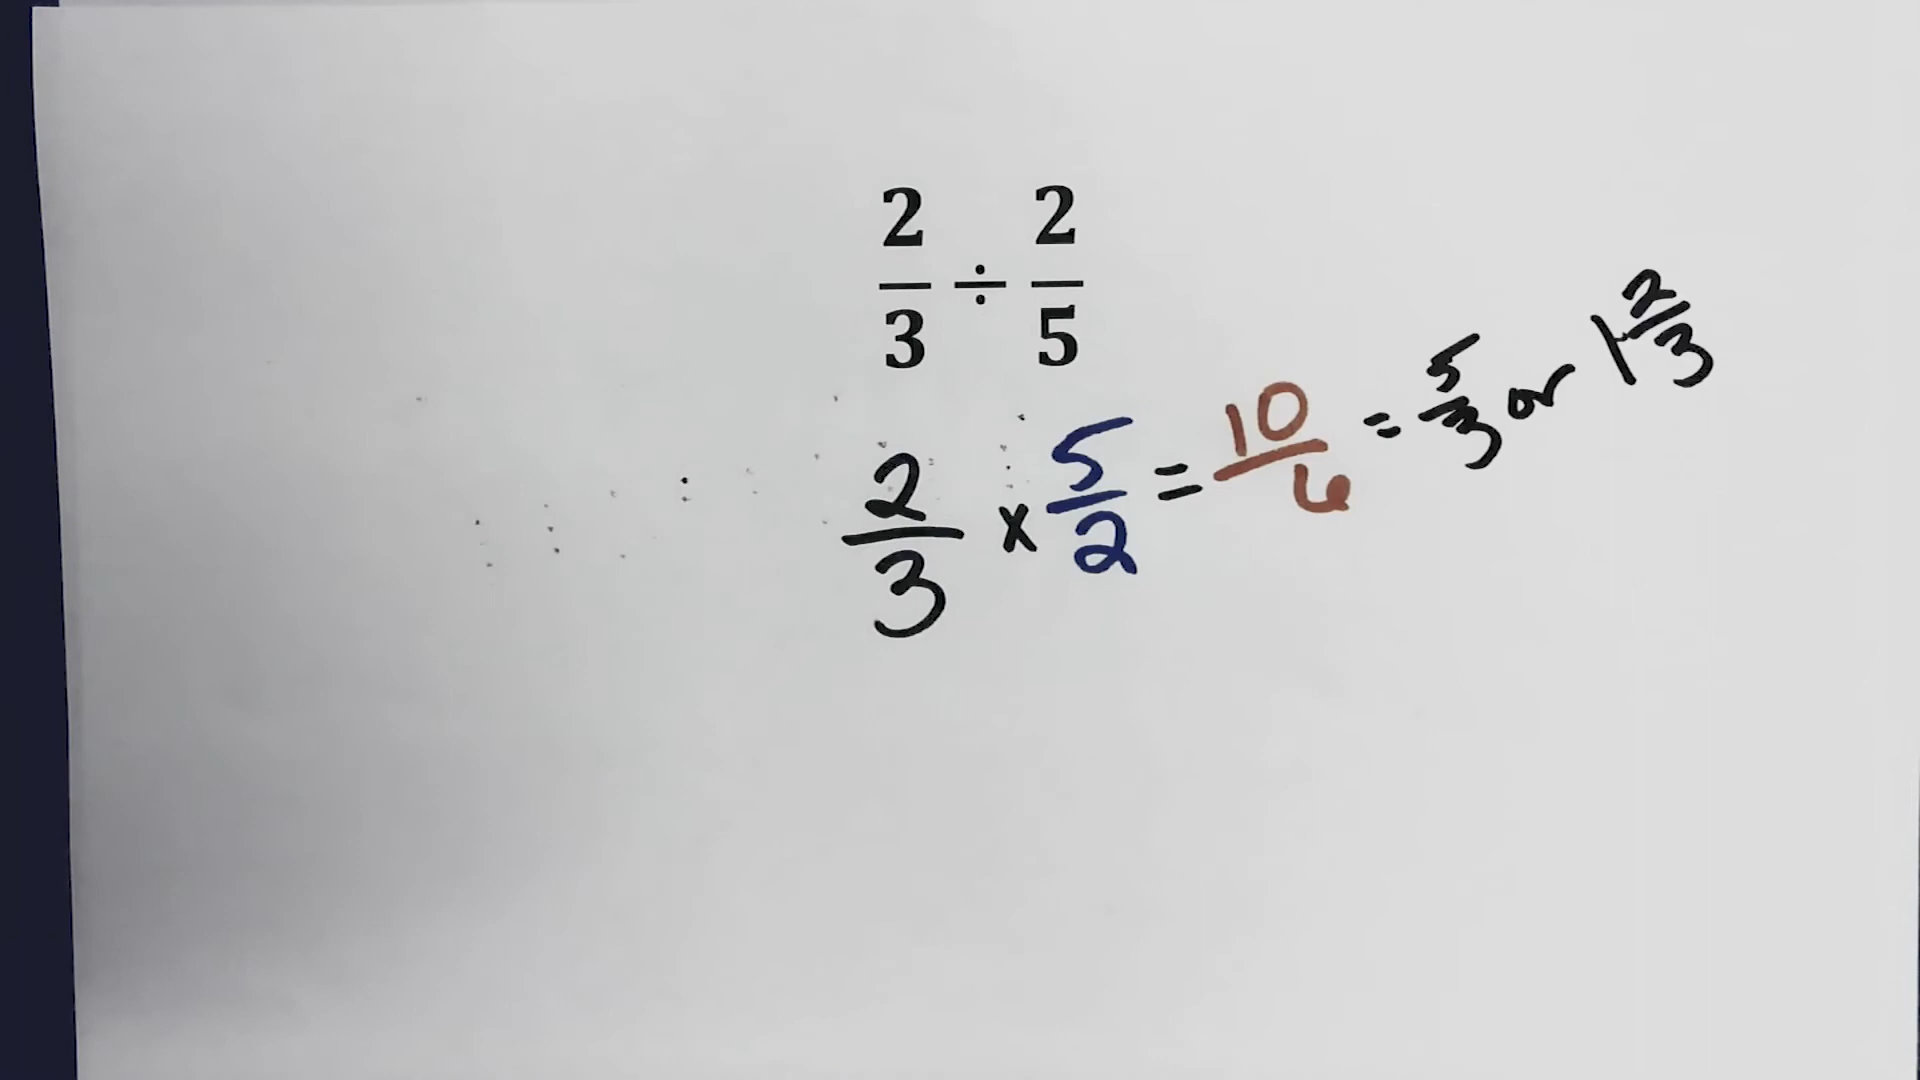 2/3 ÷ 2/5
2/3 x 5/2 = 10/6 = 5/3 or 1 2/3